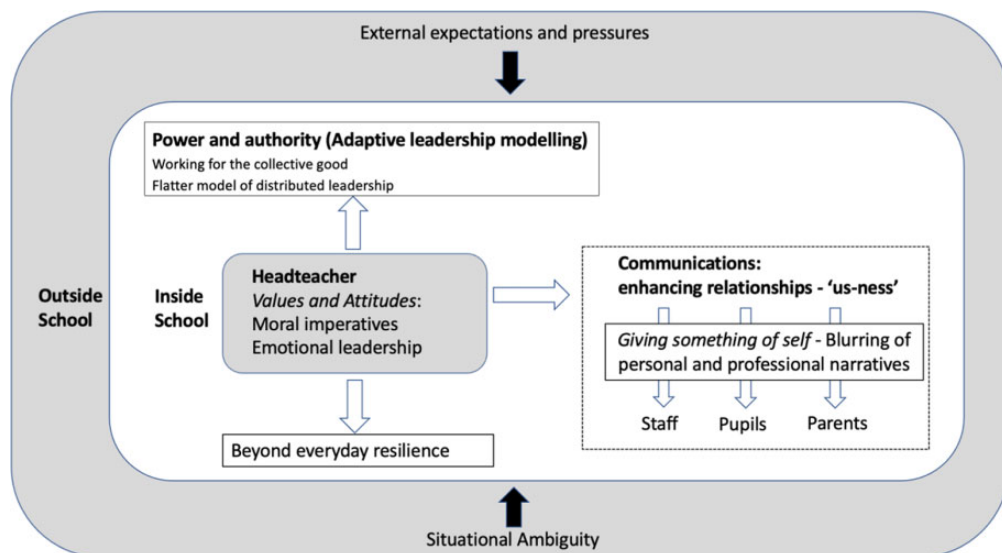 External expectations and pressures
Power and authority (Adaptive leadership modelling)
Working for the collective good
Flatter model of distributed leadership
Outside
School
Inside
School
Headteacher
Values and Attitudes:
Moral imperatives
Emotional leadership
Communications:
enhancing relationships - ‘us-ness’
Giving something of self - Blurring of
personal and professional narratives
Staff
Pupils
Parents
Beyond everyday resilience
Situational Ambiguity